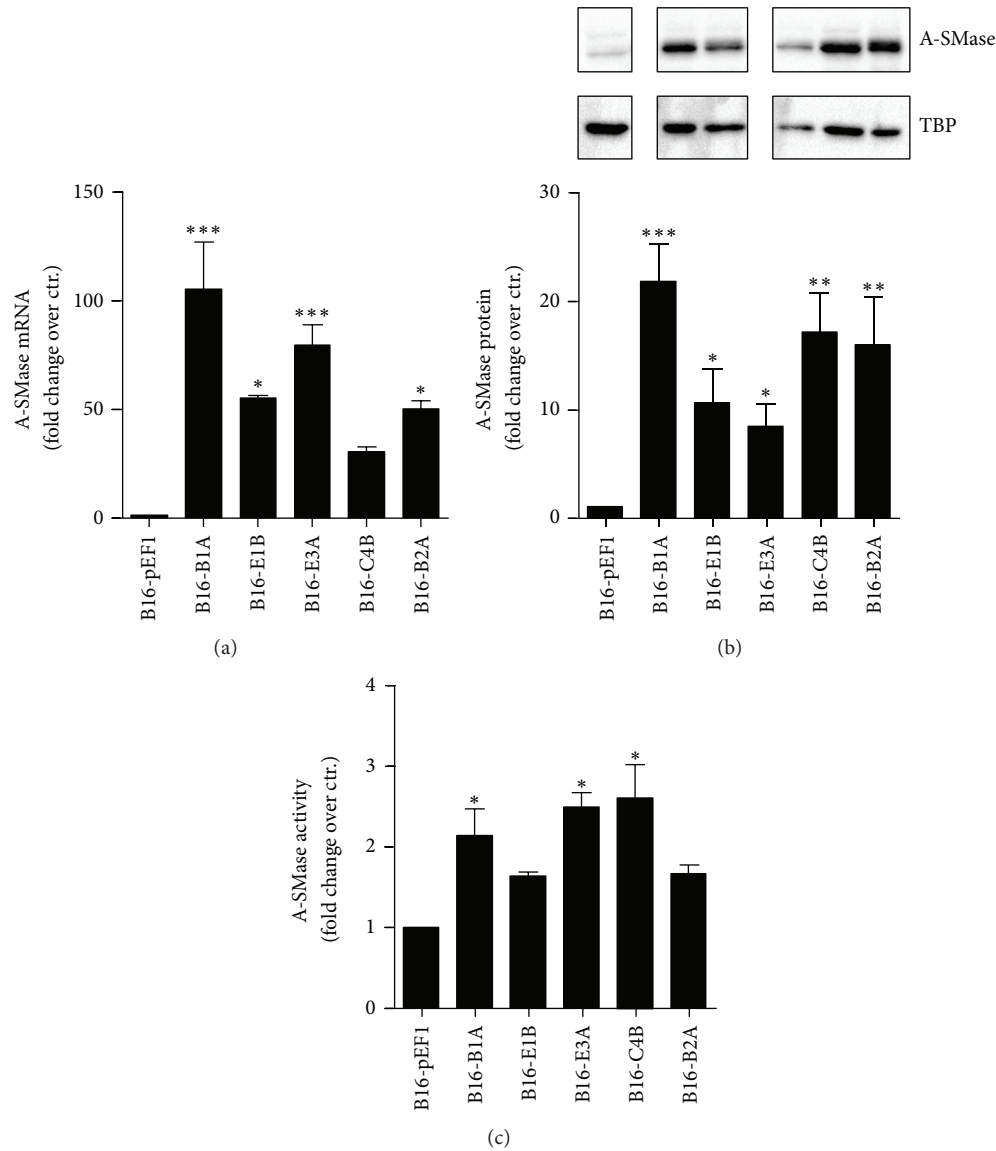 A-SMase
TBP
A-SMase mRNA
(fold change over ctr.)
150
100
50
0
***
*
***
*
B16-pEF1
B16-B1A
B16-E1B
B16-E3A
B16-C4B
B16-B2A
(a)
A-SMase protein
(fold change over ctr.)
30
20
10
0
***
*
*
**
**
B16-pEF1
B16-B1A
B16-E1B
B16-E3A
B16-C4B
B16-B2A
(b)
A-SMase activity
(fold change over ctr.)
4
3
2
1
0
*
*
*
B16-pEF1
B16-B1A
B16-E1B
B16-E3A
B16-C4B
B16-B2A
(c)